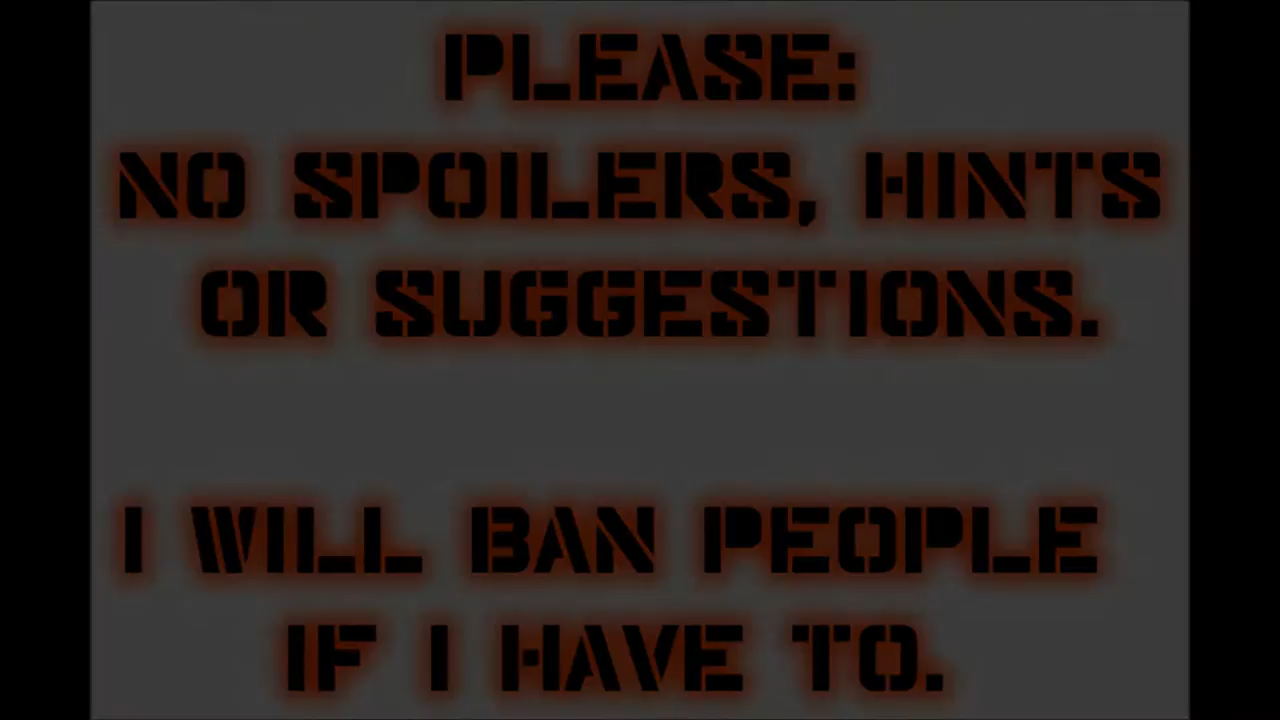 PLEASE:
NO SPOILERS, HINTS
OR SUGGESTIONS.
I WILL BAN PEOPLE
IF I HAVE TO.